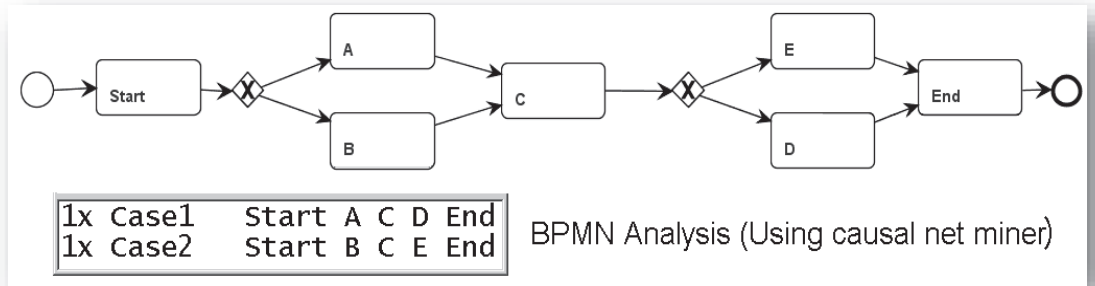 Start
X
A
B
C
X
E
D
End
1x Case1 Start A C D End
1x Case2 Start B C E End
BPMN Analysis (Using causal net miner)